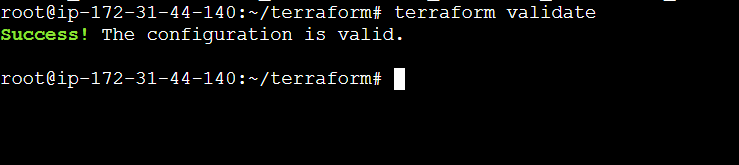 root@ip-172-31-44-140:~/terraform# terraform validate
Success! The configuration is valid.
root@ip-172-31-44-140:~/terraform#